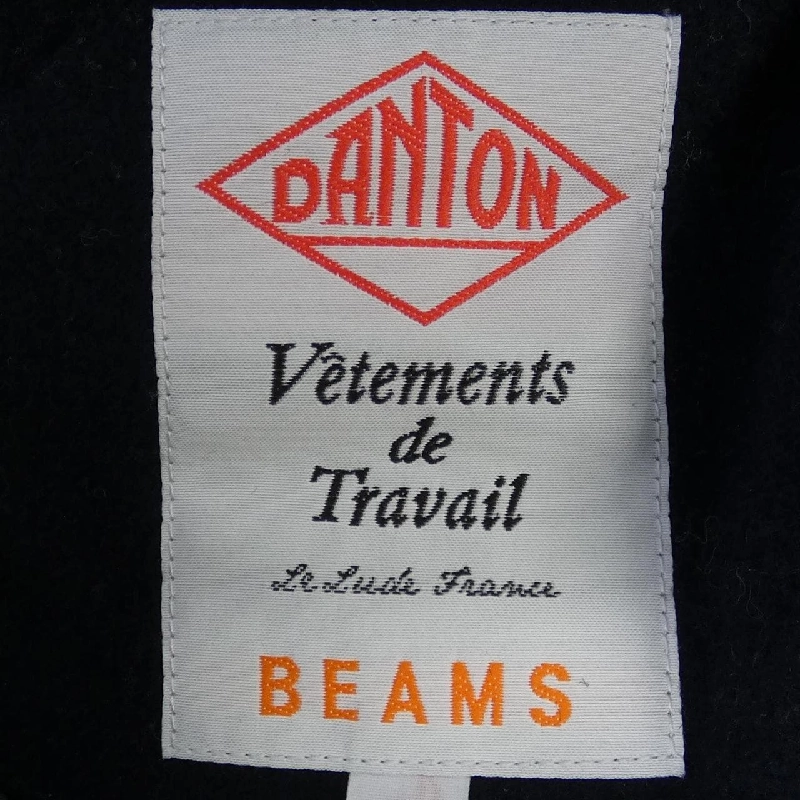 DANTON
Vêtements
de
Travail
Le Lude France
BEAMS